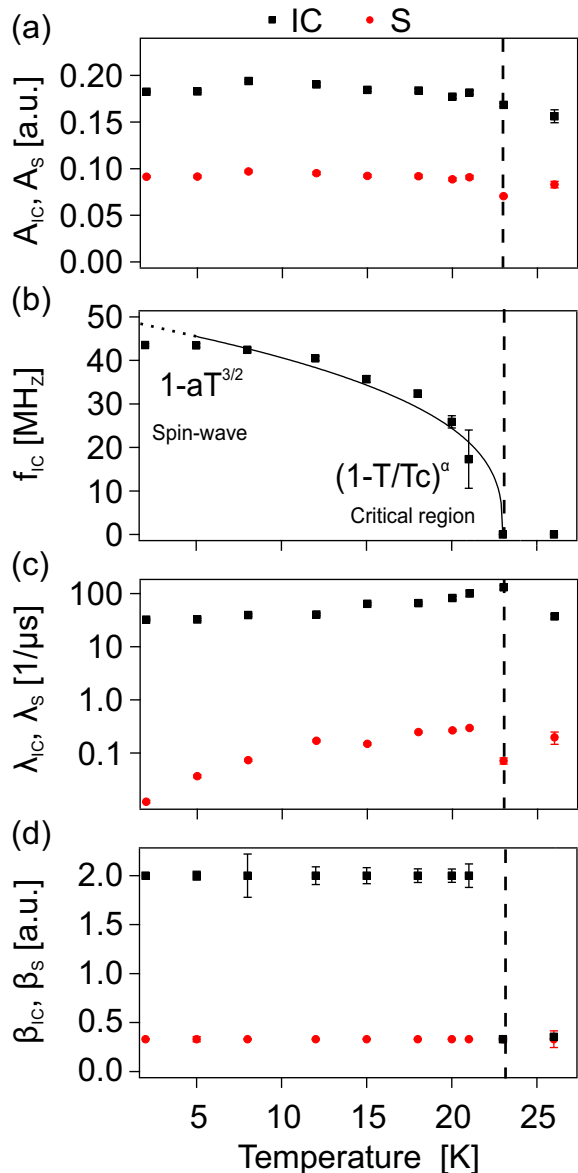 (a)
IC S
0.20
0.15
0.10
0.05
0.00
A_IC, A_S [a.u.]
(b)
50
40
30
20
10
0
f_IC [MHz]
1-aT^3/2
Spin-wave
(1-T/Tc)^α
Critical region
(c)
100
10
1.0
0.1
λ_IC, λ_S [1/μs]
(d)
2.0
1.5
1.0
0.5
0.0
β_IC, β_S [a.u.]
5 10 15 20 25
Temperature [K]